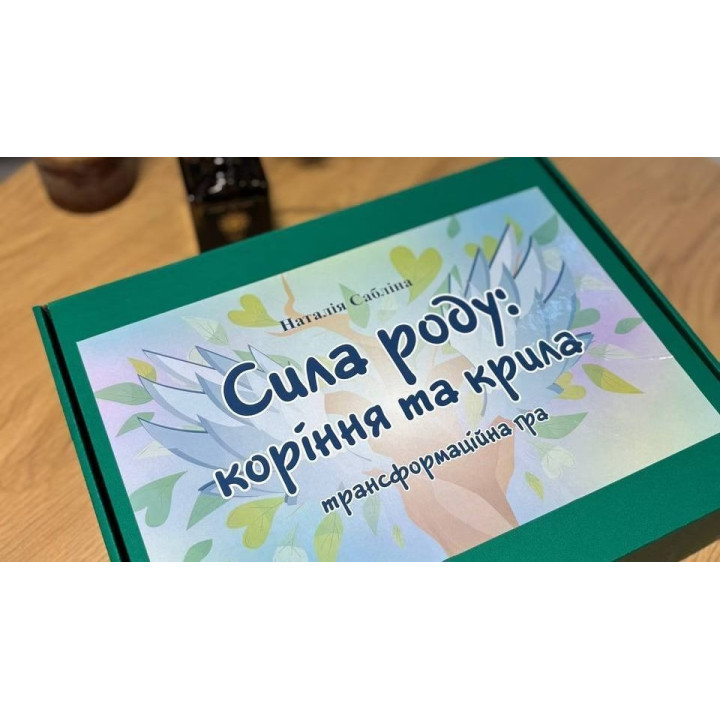 Наталія Сабліна
Сила роду:
коріння та крила
трансформаційна гра